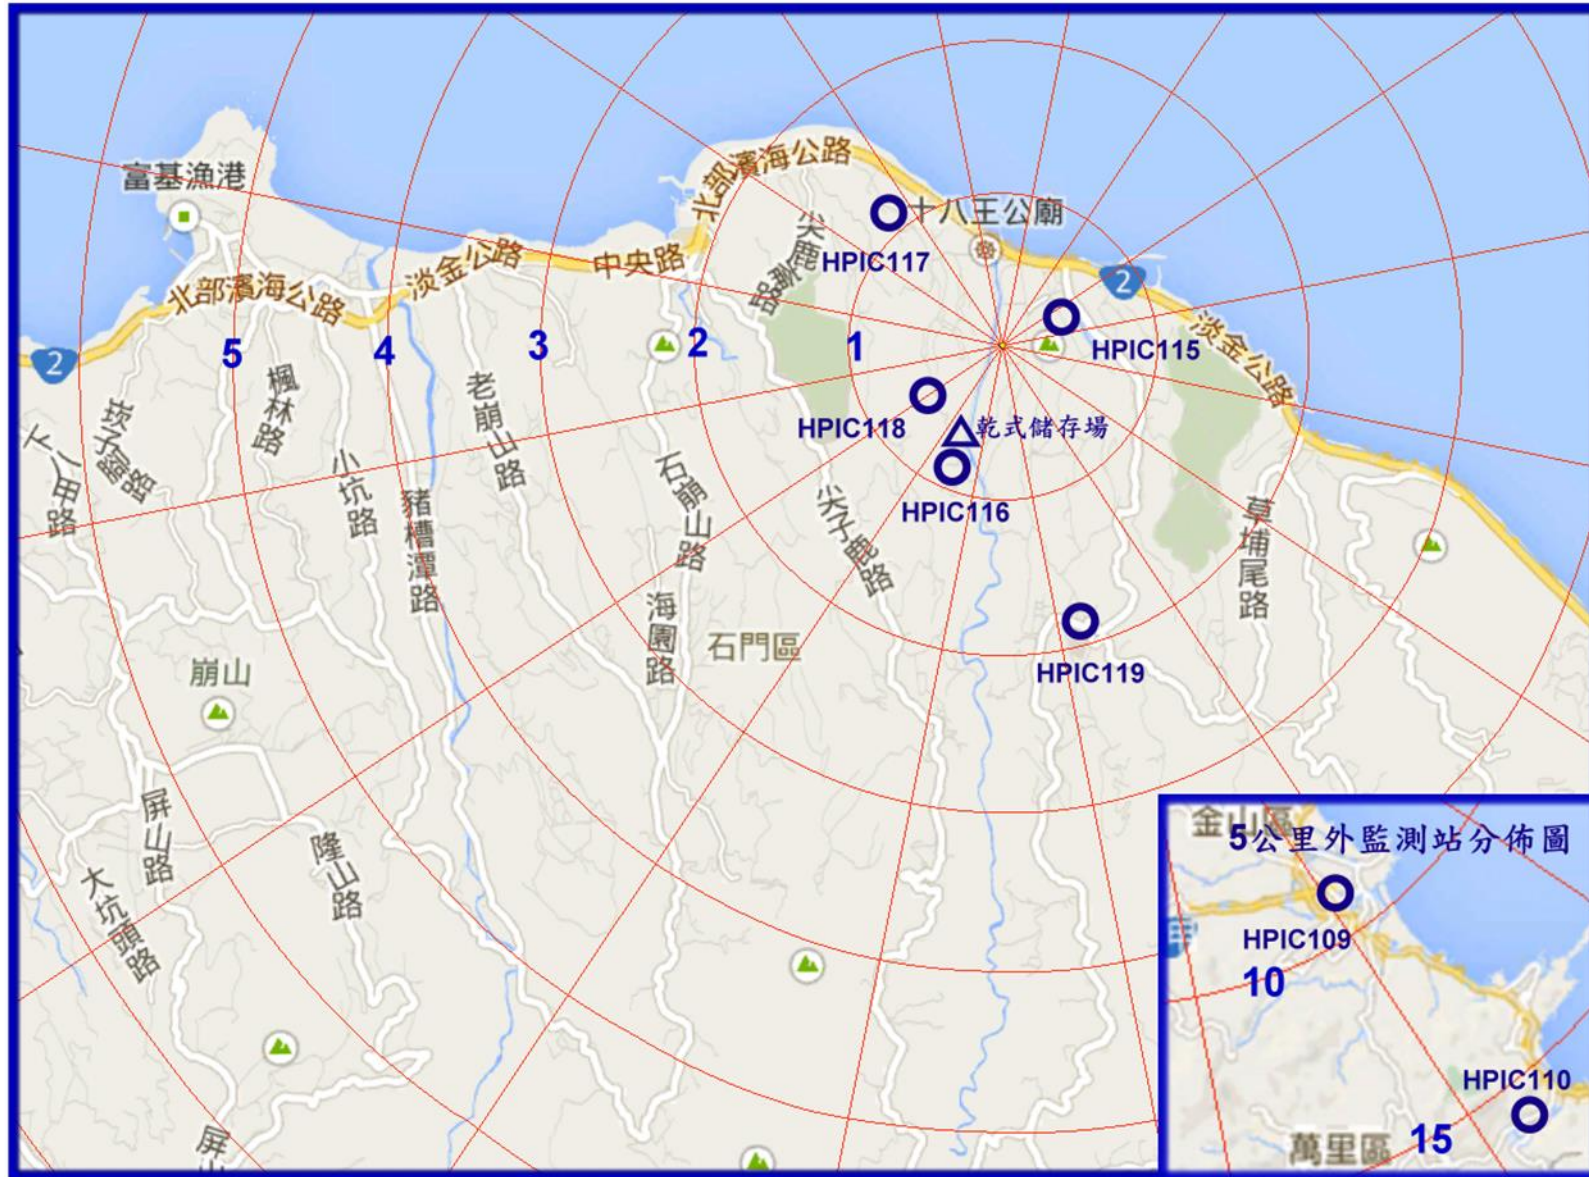 北部濱海公路
富基漁港
尖鹿路
十八王公廟
HPIC117
中央路
淡金公路
北部濱海公路
2
淡金公路
2
HPIC115
5
4
3
2
1
楓林路
老崩山路
HPIC118
乾式儲存場
崁子腳路
小坑路
石崩山路
HPIC116
豬槽潭路
尖子鹿路
草埔尾路
海園路
石門區
崩山
HPIC119
屏山路
隆山路
大坑頭路
屏山
金山區
5公里外監測站分佈圖
HPIC109
10
HPIC110
15
萬里區